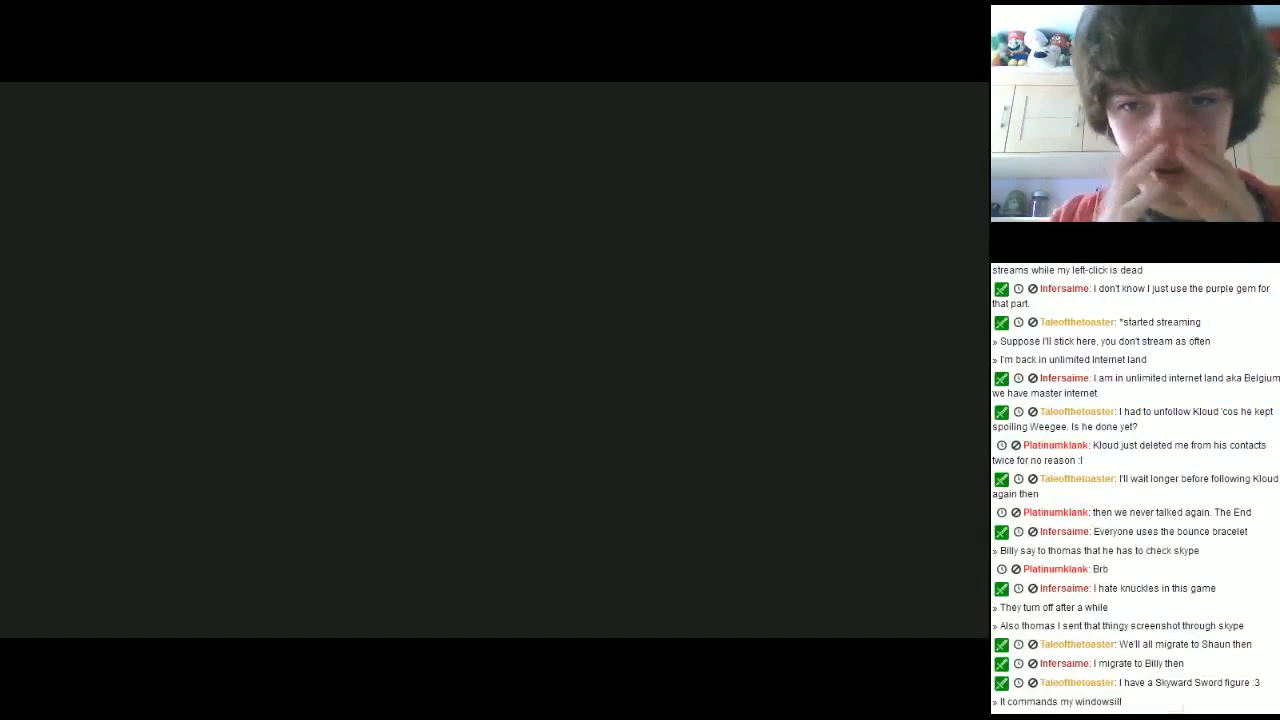 streams while my left-click is dead
Infersaime: I don't know I just use the purple gem for
that part.
Taleofthetoaster: *started streaming
» Suppose I'll stick here, you don't stream as often
» I'm back in unlimited Internet land
Infersaime: I am in unlimited internet land aka Belgium
we have master internet
Taleofthetoaster: I had to unfollow Kloud 'cos he kept
spoiling Weegee. Is he done yet?
Platinumklank: Kloud just deleted me from his contacts
twice for no reason :l
Taleofthetoaster: I'll wait longer before following Kloud
again then
Platinumklank: then we never talked again. The End
Infersaime: Everyone uses the bounce bracelet
» Billy say to thomas that he has to check skype
Platinumklank: Brb
Infersaime: I hate knuckles in this game
» They turn off after a while
» Also thomas I sent that thingy screenshot through skype
Taleofthetoaster: We'll all migrate to Shaun then
Infersaime: I migrate to Billy then
Taleofthetoaster: I have a Skyward Sword figure :3
» It commands my windowsill